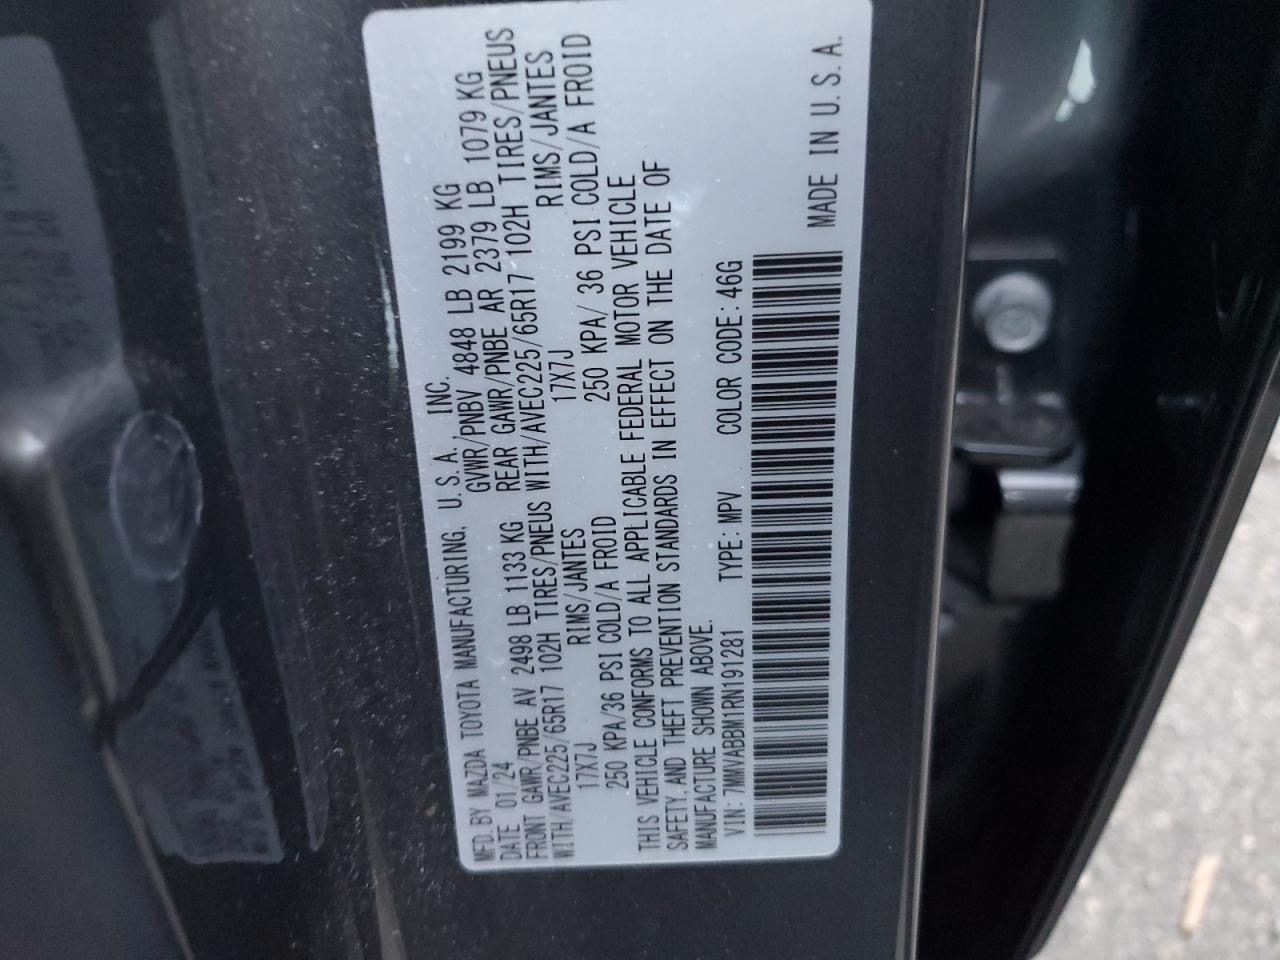 MFD. BY MAZDA TOYOTA MANUFACTURING, U.S.A., INC.
DATE 01/24 GVWR/PNBV 4848 LB 2199 KG
FRONT GAWR/PNBE AV 2498 LB 1133 KG REAR GAWR/PNBE AR 2379 LB 1079 KG
WITH/AVEC225/65R17 102H TIRES/PNEUS WITH/AVEC225/65R17 102H TIRES/PNEUS
17X7J RIMS/JANTES 17X7J RIMS/JANTES
250 KPA/36 PSI COLD/A FROID 250 KPA/ 36 PSI COLD/A FROID
THIS VEHICLE CONFORMS TO ALL APPLICABLE FEDERAL MOTOR VEHICLE
SAFETY AND THEFT PREVENTION STANDARDS IN EFFECT ON THE DATE OF
MANUFACTURE SHOWN ABOVE.
VIN: 7MMVABBM1RN191281 TYPE: MPV COLOR CODE: 46G
MADE IN U.S.A.